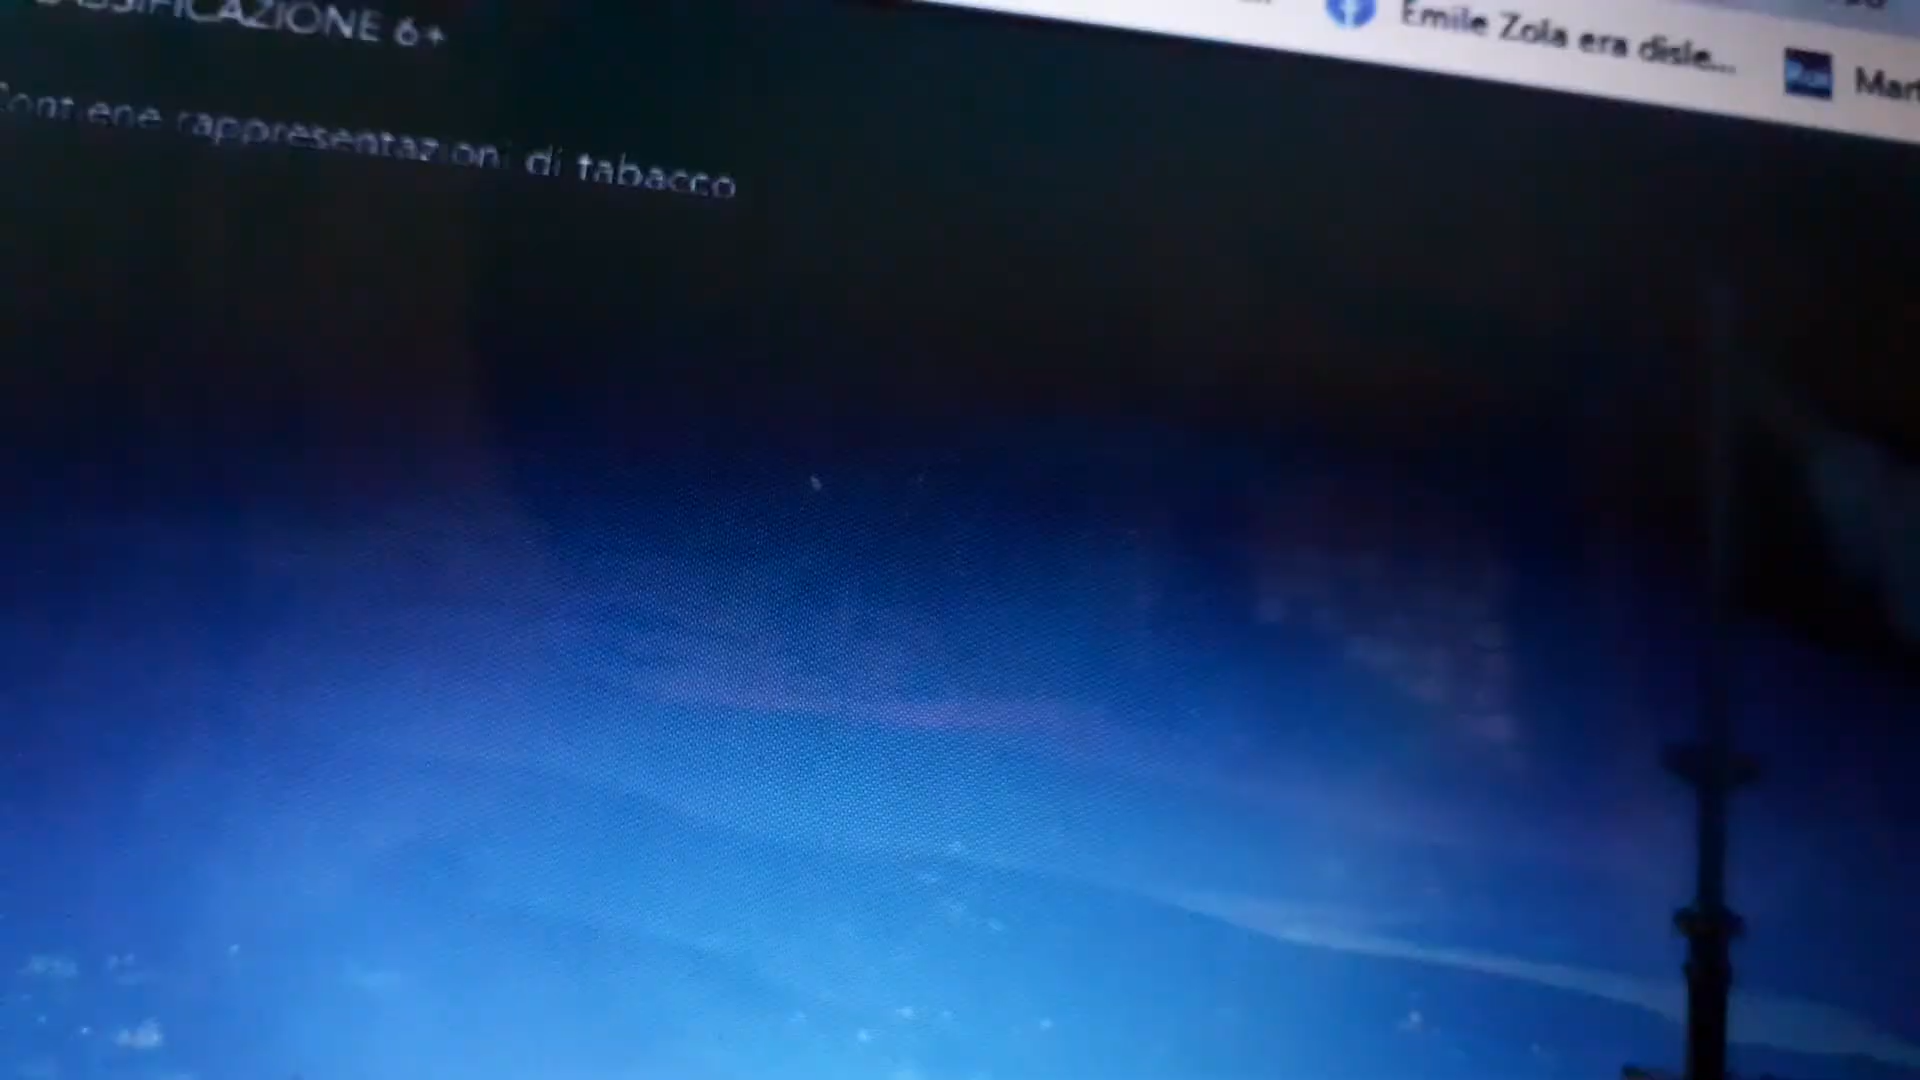 CLASSIFICAZIONE 6+
Contiene rappresentazioni di tabacco
Emile Zola era disle...